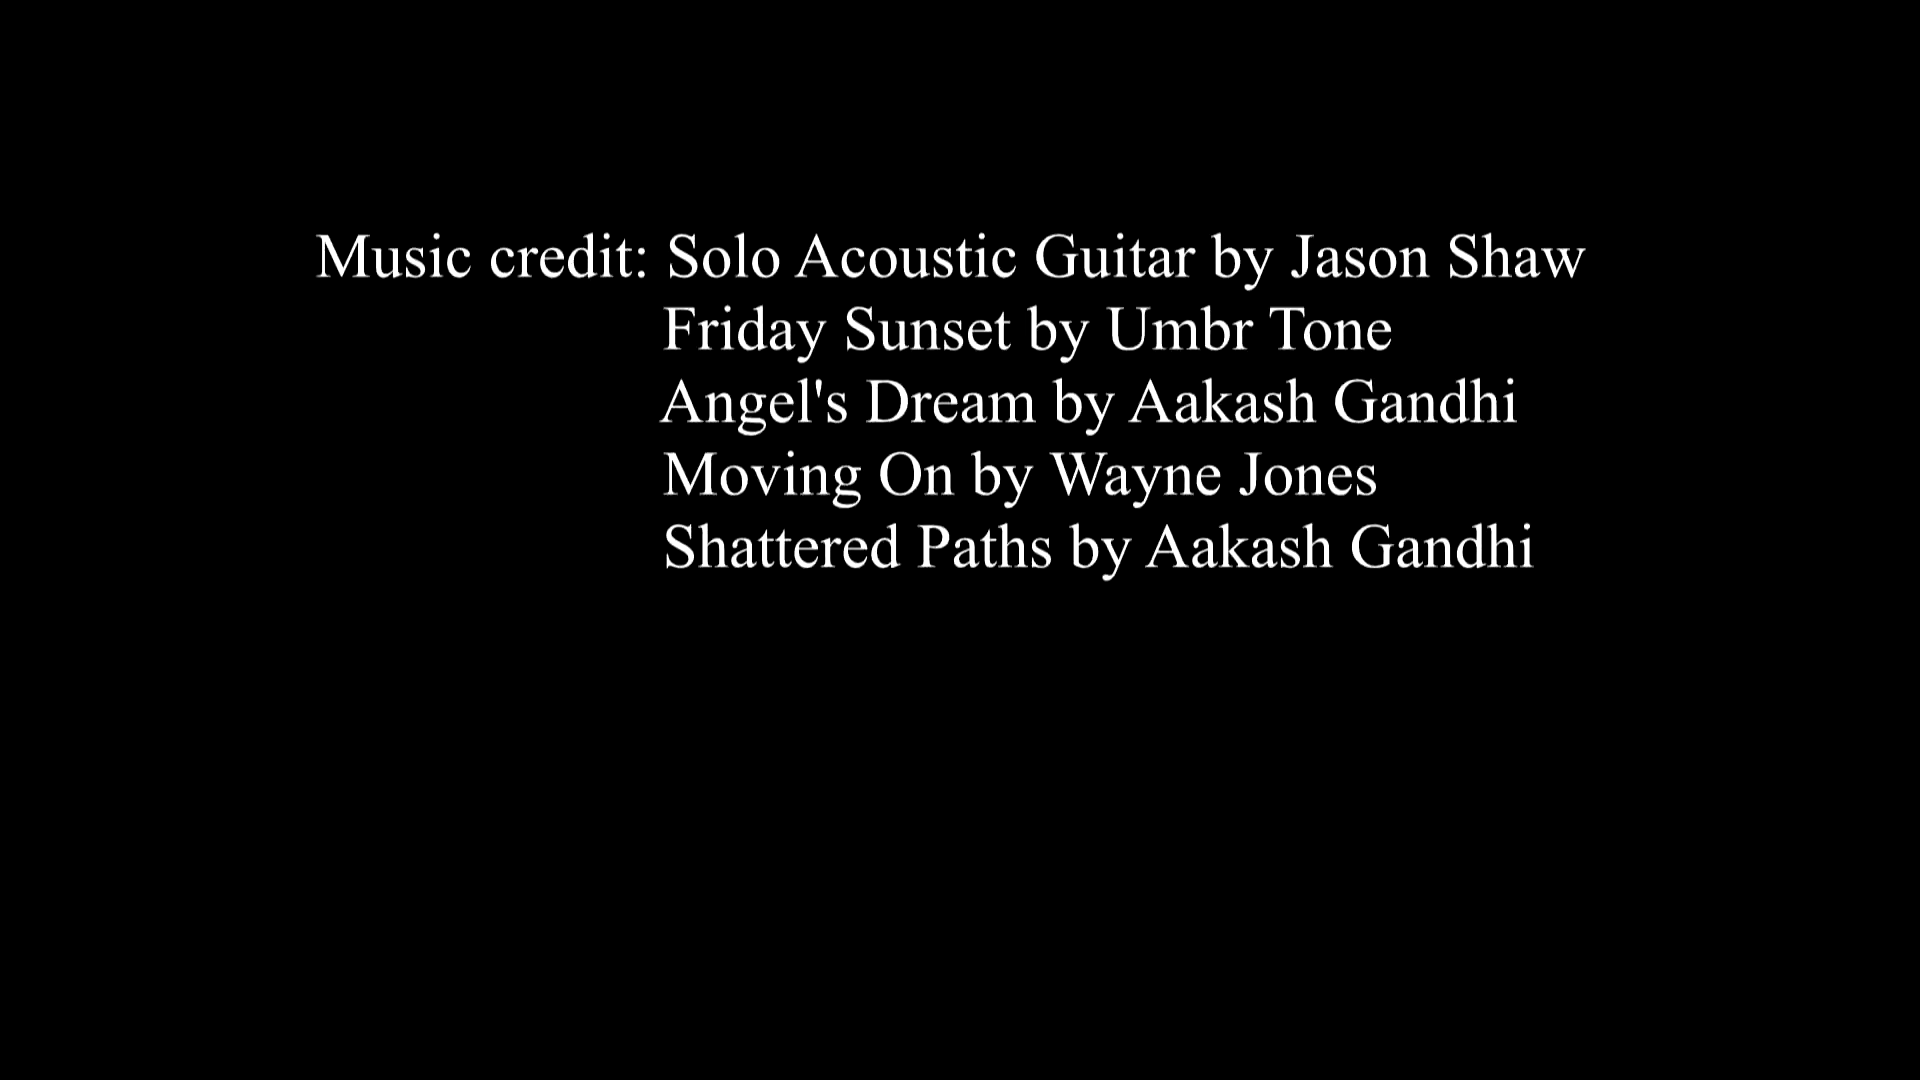 Music credit: Solo Acoustic Guitar by Jason Shaw
Friday Sunset by Umbr Tone
Angel's Dream by Aakash Gandhi
Moving On by Wayne Jones
Shattered Paths by Aakash Gandhi